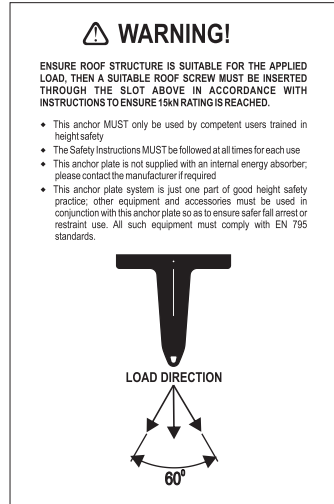 WARNING!
ENSURE ROOF STRUCTURE IS SUITABLE FOR THE APPLIED
LOAD, THEN A SUITABLE ROOF SCREW MUST BE INSERTED
THROUGH THE SLOT ABOVE IN ACCORDANCE WITH
INSTRUCTIONS TO ENSURE 15kN RATING IS REACHED.
This anchor MUST only be used by competent users trained in
height safety
The Safety Instructions MUST be followed at all times for each use
This anchor plate is not supplied with an internal energy absorber;
please contact the manufacturer if required
This anchor plate system is just one part of good height safety
practice; other equipment and accessories must be used in
conjunction with this anchor plate so as to ensure safer fall arrest or
restraint use. All such equipment must comply with EN 795
standards.
LOAD DIRECTION
60⁰